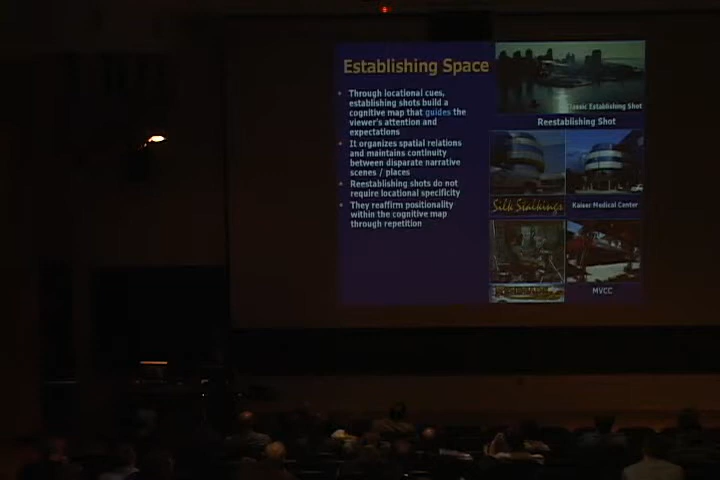 Establishing Space
• Through locational cues,
establishing shots build a
cognitive map that guides the
viewer's attention and
expectations
• It organizes spatial relations
and maintains continuity
between disparate narrative
scenes / places
• Reestablishing shots do not
require locational specificity
• They reaffirm positionality
within the cognitive map
through repetition
Classic Establishing Shot
Reestablishing Shot
Silk Stalkings
Kaiser Medical Center
MVCC